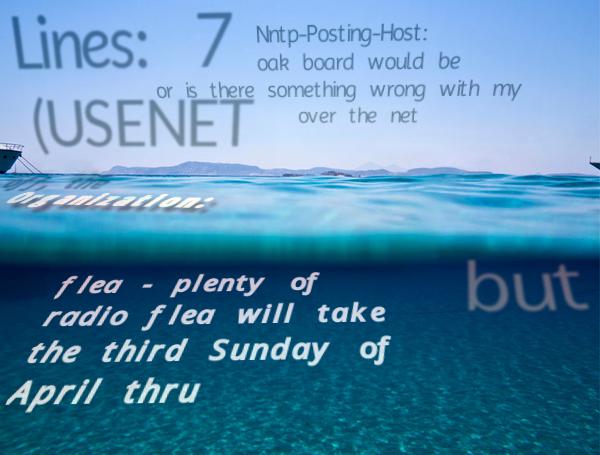 Lines: 7
Nntp-Posting-Host:
oak board would be
or is there something wrong with my
over the net
(USENET
Organization:
but
flea - plenty of
radio flea will take
the third Sunday of
April thru